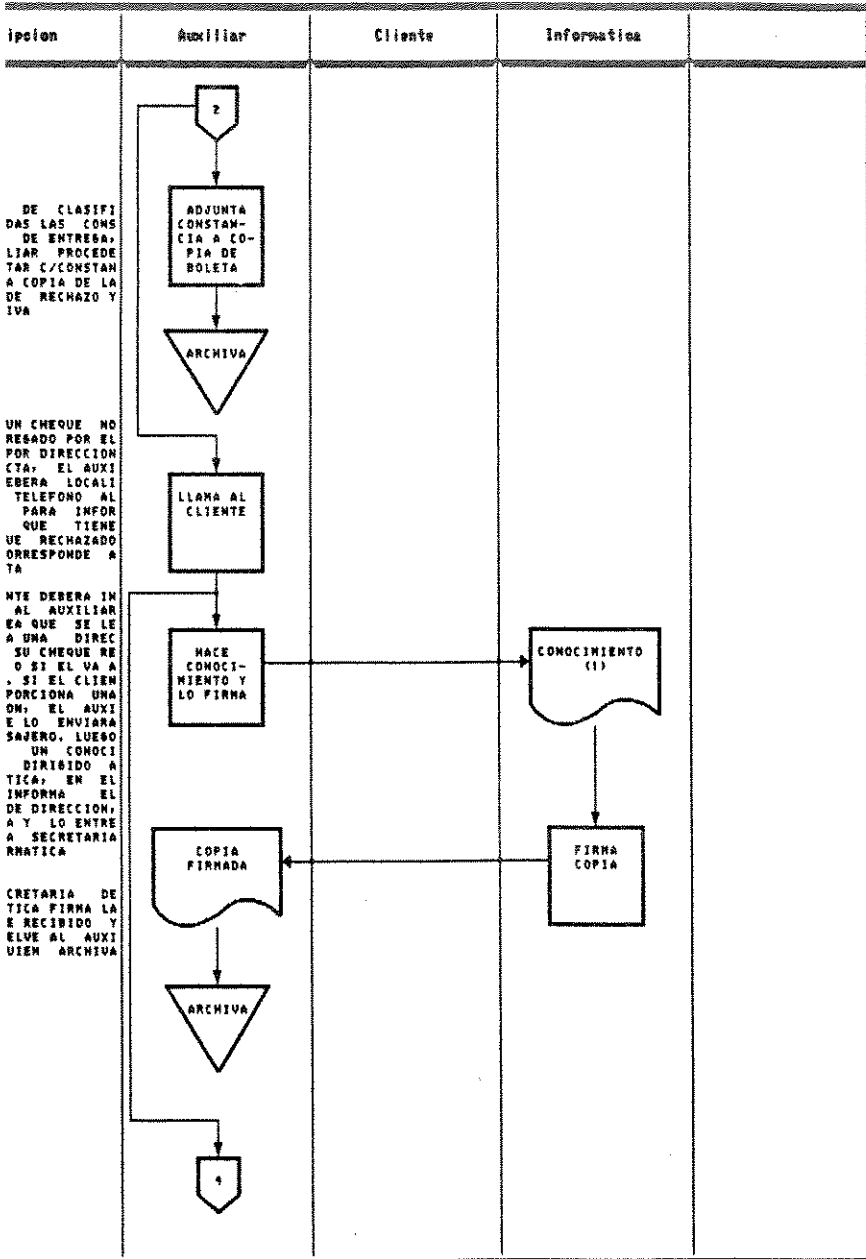 ipcion
Auxiliar
Cliente
Informatica
2
DE CLASIFI
DAS LAS CONS
DE ENTREGA,
LIAR PROCEDE
TAR C/CONSTAN
A COPIA DE LA
DE RECHAZO Y
IVA
ADJUNTA
CONSTAN-
CIA A CO-
PIA DE
BOLETA
ARCHIVA
UN CHEQUE NO
RESADO POR EL
POR DIRECCION
CTA, EL AUXI
EBERA LOCALI
TELEFONO AL
PARA INFOR
QUE TIENE
UE RECHAZADO
ORRESPONDE A
TA
LLAMA AL
CLIENTE
NTE DEBERA IN
AL AUXILIAR
EA QUE SE LE
A UNA DIREC
SU CHEQUE RE
O SI EL VA A
. SI EL CLIEN
PORCIONA UNA
ON, EL AUXI
E LO ENVIARA
SAJERO. LUEGO
UN CONOCI
DIRIGIDO A
TICA, EN EL
INFORMA EL
DE DIRECCION,
A Y LO ENTRE
A SECRETARIA
RMATICA
HACE
CONOCI-
MIENTO Y
LO FIRMA
CONOCIMIENTO
(1)
COPIA
FIRMADA
FIRMA
COPIA
CRETARIA DE
TICA FIRMA LA
E RECIBIDO Y
ELVE AL AUXI
UIEN ARCHIVA
ARCHIVA
4